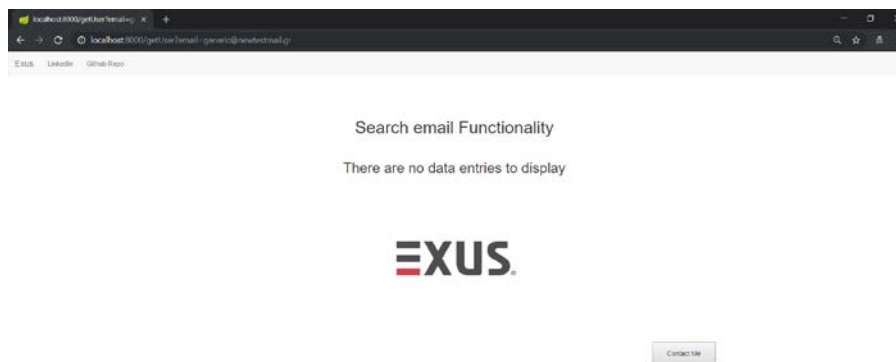 localhost:8000/getUser?email=g
localhost:8000/getUser?email=generic@newtestmail.gr
Exus LinkedIn Github Repo
Search email Functionality
There are no data entries to display
EXUS.
Contact Me